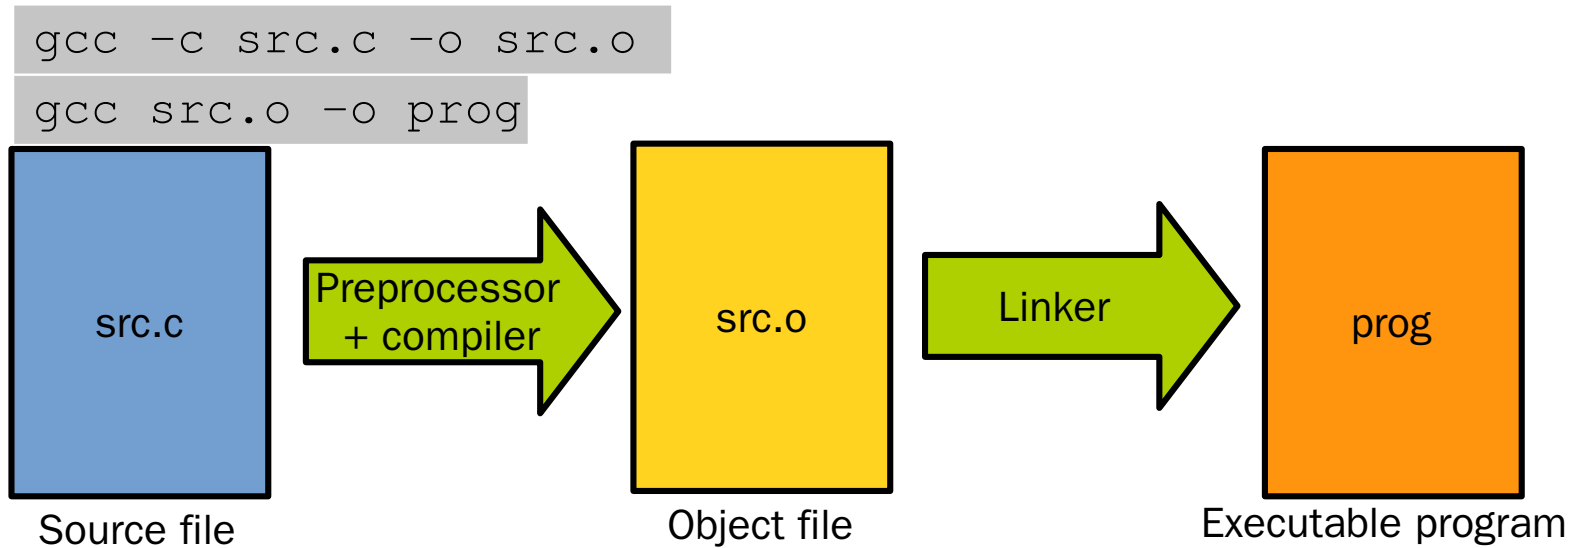 gcc -c src.c -o src.o
gcc src.o -o prog
src.c
Preprocessor
+ compiler
src.o
Linker
prog
Source file
Object file
Executable program